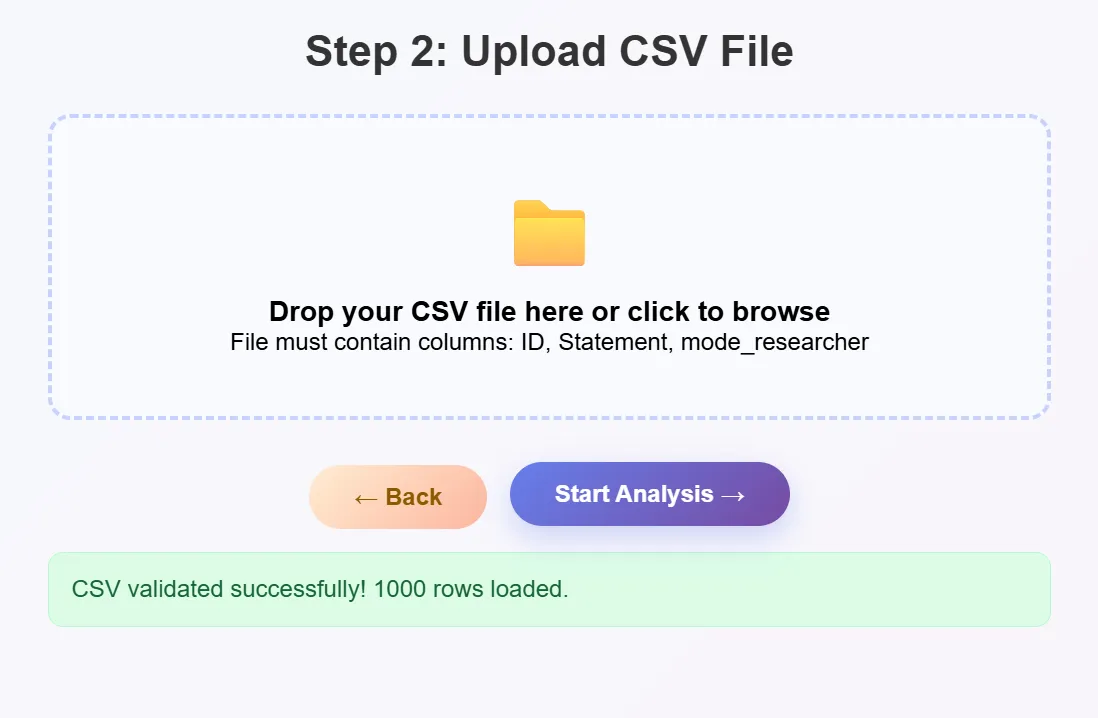 Step 2: Upload CSV File
Drop your CSV file here or click to browse
File must contain columns: ID, Statement, mode_researcher
← Back
Start Analysis →
CSV validated successfully! 1000 rows loaded.